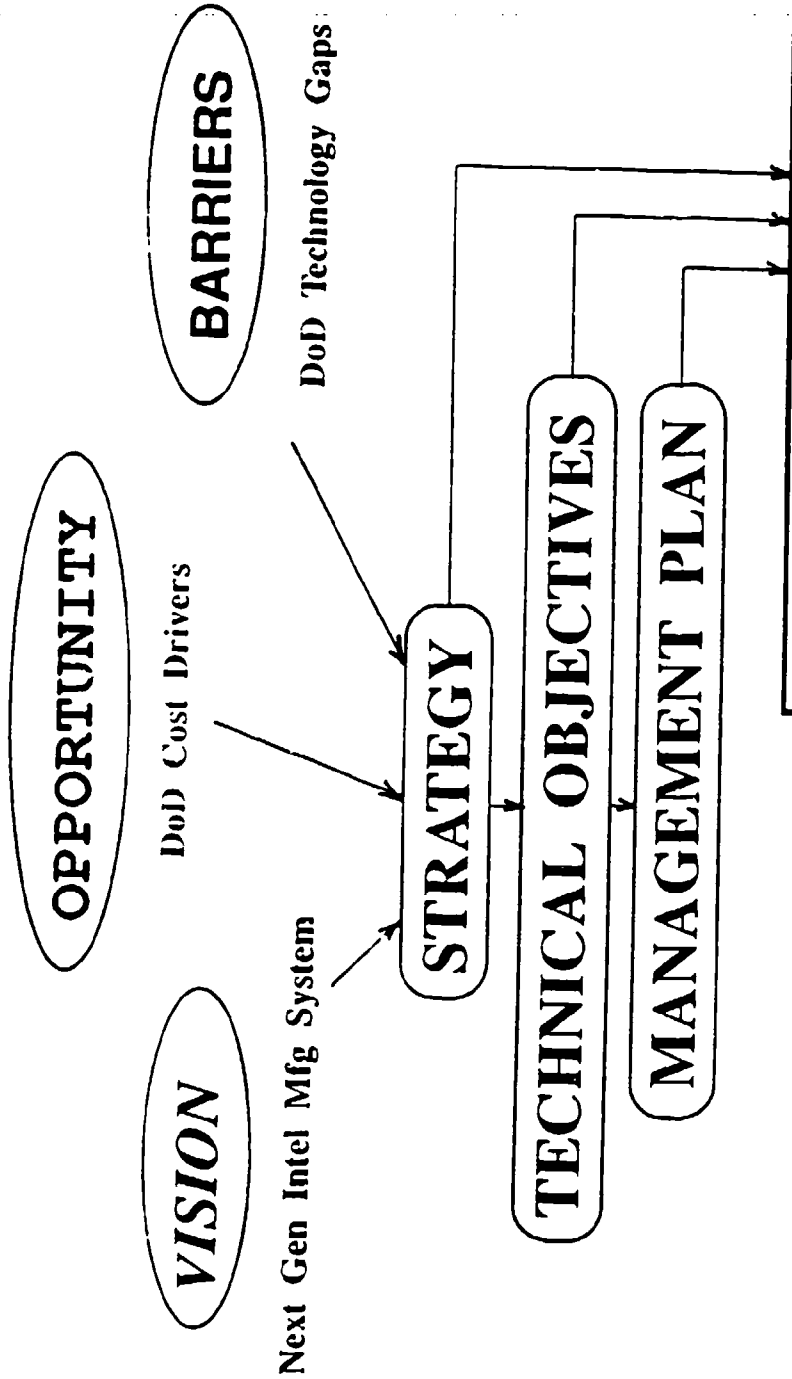 OPPORTUNITY
DoD Cost Drivers
VISION
Next Gen Intel Mfg System
BARRIERS
DoD Technology Gaps
STRATEGY
TECHNICAL OBJECTIVES
MANAGEMENT PLAN